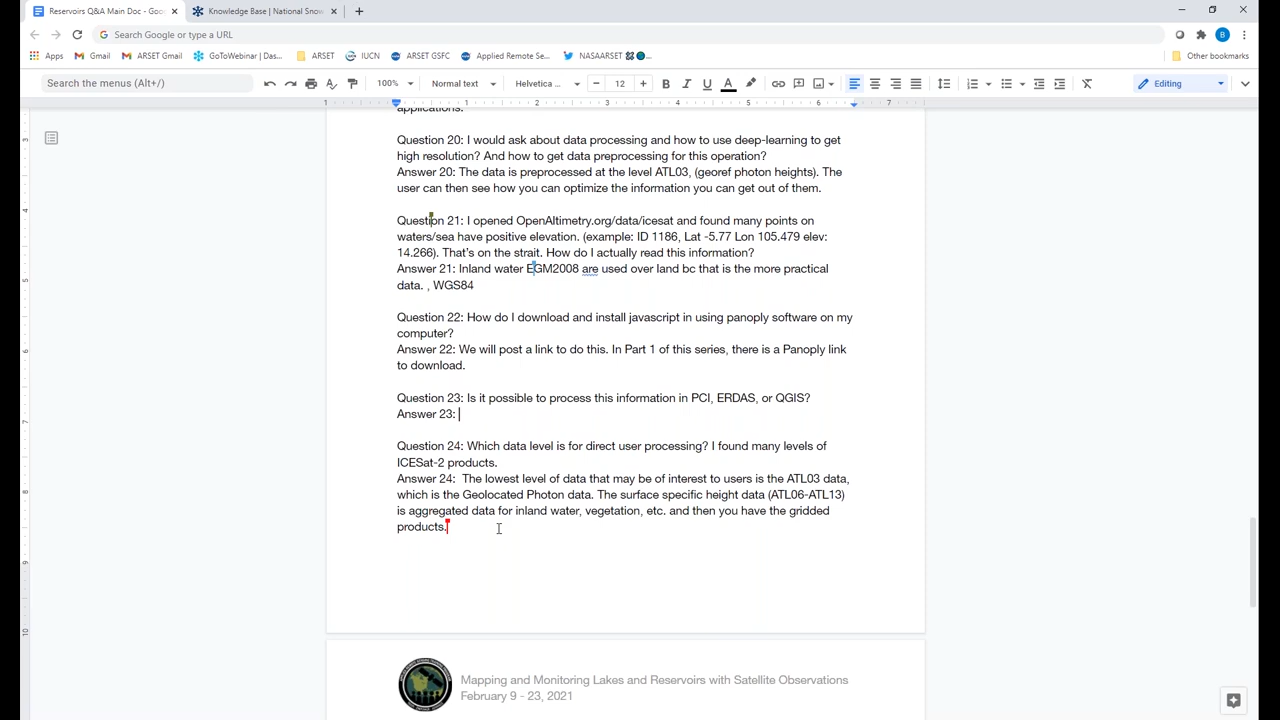 Reservoirs Q&A Main Doc - Goo
Knowledge Base | National Snow
Search Google or type a URL
Apps
Gmail
ARSET Gmail
GoToWebinar | Das...
ARSET
IUCN
ARSET GSFC
Applied Remote Se...
NASAARSET
Other bookmarks
Search the menus (Alt+/)
100%
Normal text
Helvetica ...
12
Editing
1 1 2 3 4 5 6 7
applications.
Question 20: I would ask about data processing and how to use deep-learning to get
high resolution? And how to get data preprocessing for this operation?
Answer 20: The data is preprocessed at the level ATL03, (georef photon heights). The
user can then see how you can optimize the information you can get out of them.
Question 21: I opened OpenAltimetry.org/data/icesat and found many points on
waters/sea have positive elevation. (example: ID 1186, Lat -5.77 Lon 105.479 elev:
14.266). That's on the strait. How do I actually read this information?
Answer 21: Inland water EGM2008 are used over land bc that is the more practical
data. , WGS84
Question 22: How do I download and install javascript in using panoply software on my
computer?
Answer 22: We will post a link to do this. In Part 1 of this series, there is a Panoply link
to download.
Question 23: Is it possible to process this information in PCI, ERDAS, or QGIS?
Answer 23:
Question 24: Which data level is for direct user processing? I found many levels of
ICESat-2 products.
Answer 24:  The lowest level of data that may be of interest to users is the ATL03 data,
which is the Geolocated Photon data. The surface specific height data (ATL06-ATL13)
is aggregated data for inland water, vegetation, etc. and then you have the gridded
products.
Mapping and Monitoring Lakes and Reservoirs with Satellite Observations
February 9 - 23, 2021